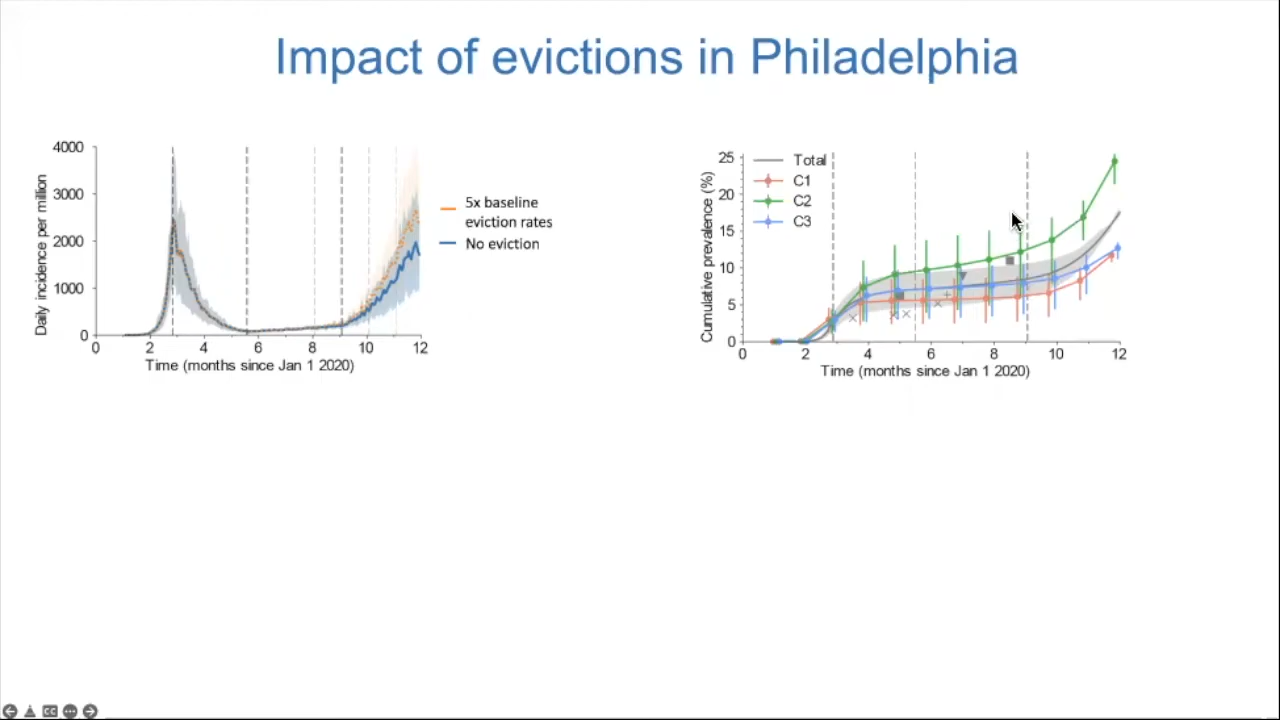 Impact of evictions in Philadelphia
4000
3000
2000
1000
0
Daily incidence per million
0 2 4 6 8 10 12
Time (months since Jan 1 2020)
5x baseline
eviction rates
No eviction
25
20
15
10
5
0
Cumulative prevalence (%)
Total
C1
C2
C3
0 2 4 6 8 10 12
Time (months since Jan 1 2020)
CC